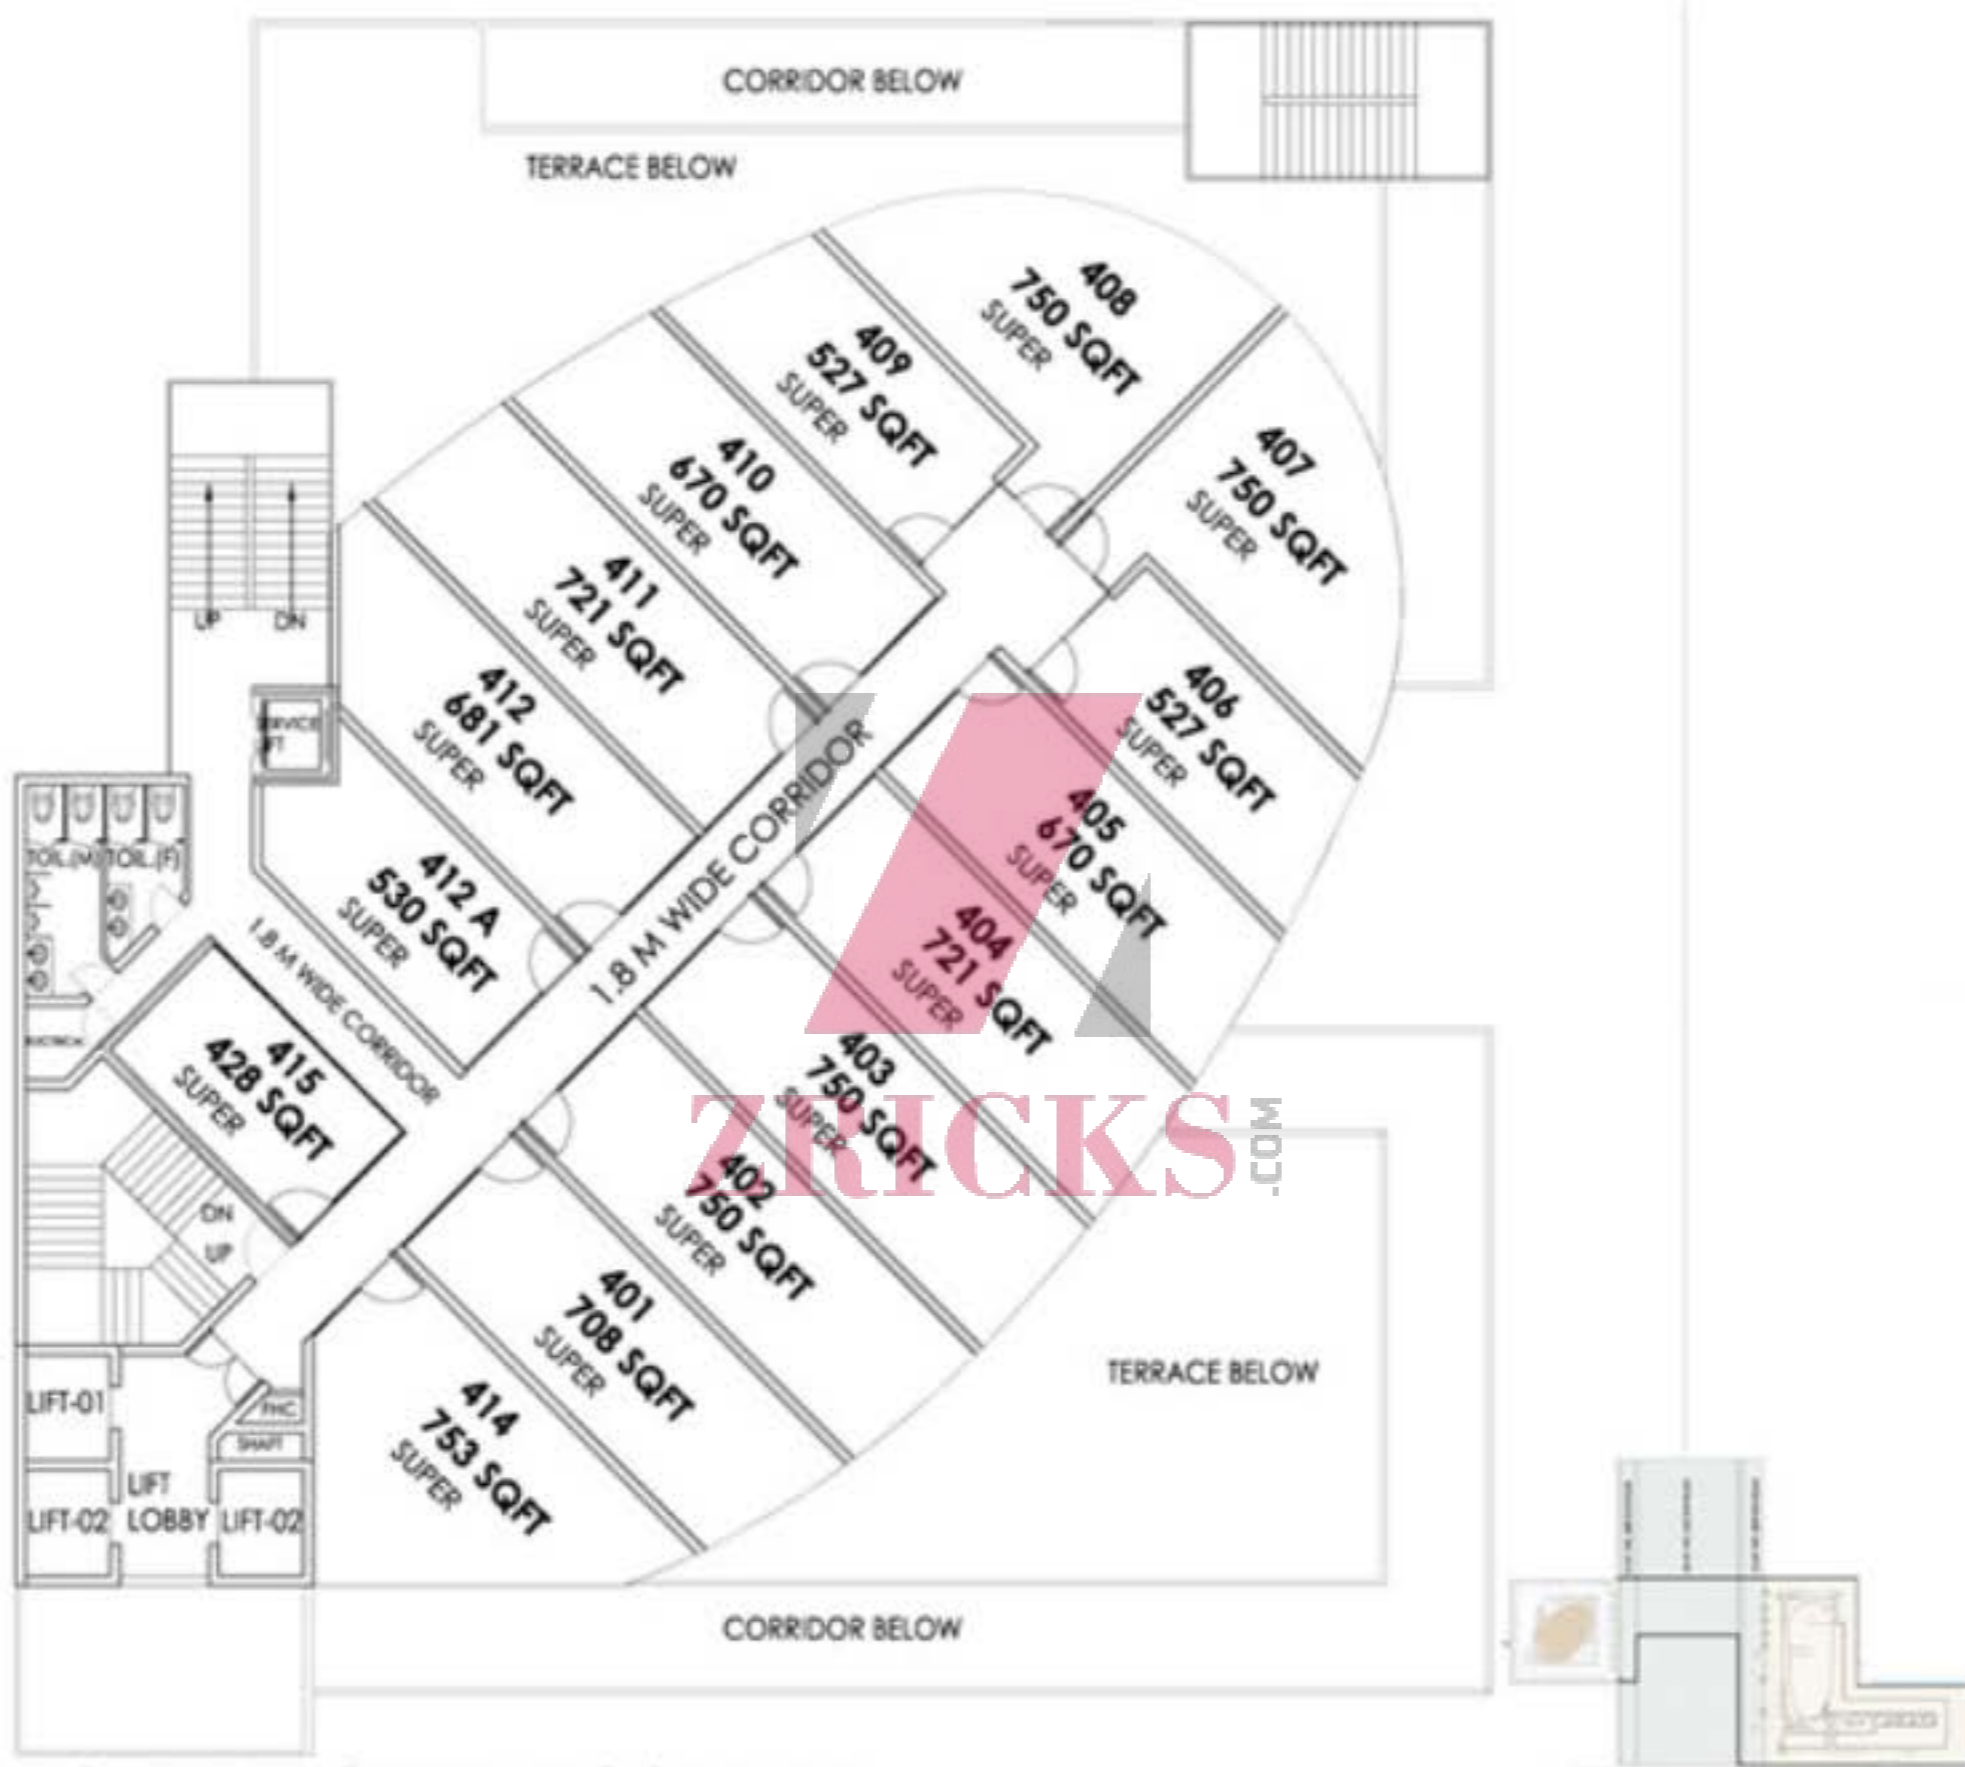 CORRIDOR BELOW
TERRACE BELOW
408
750 SQFT
SUPER
409
527 SQFT
SUPER
407
750 SQFT
SUPER
410
670 SQFT
SUPER
411
721 SQFT
SUPER
412
681 SQFT
SUPER
406
527 SQFT
SUPER
405
670 SQFT
SUPER
UP
DN
SERVICE
LIFT
TOIL.(M)
TOIL.(F)
412 A
530 SQFT
SUPER
1.8 M WIDE CORRIDOR
1.8 M WIDE CORRIDOR
404
721 SQFT
SUPER
403
750 SQFT
SUPER
415
428 SQFT
SUPER
402
750 SQFT
SUPER
ZRICKS
.COM
DN
UP
401
708 SQFT
SUPER
414
753 SQFT
SUPER
TERRACE BELOW
LIFT-01
FHC
SHAFT
LIFT
LOBBY
LIFT-02
LIFT-02
CORRIDOR BELOW